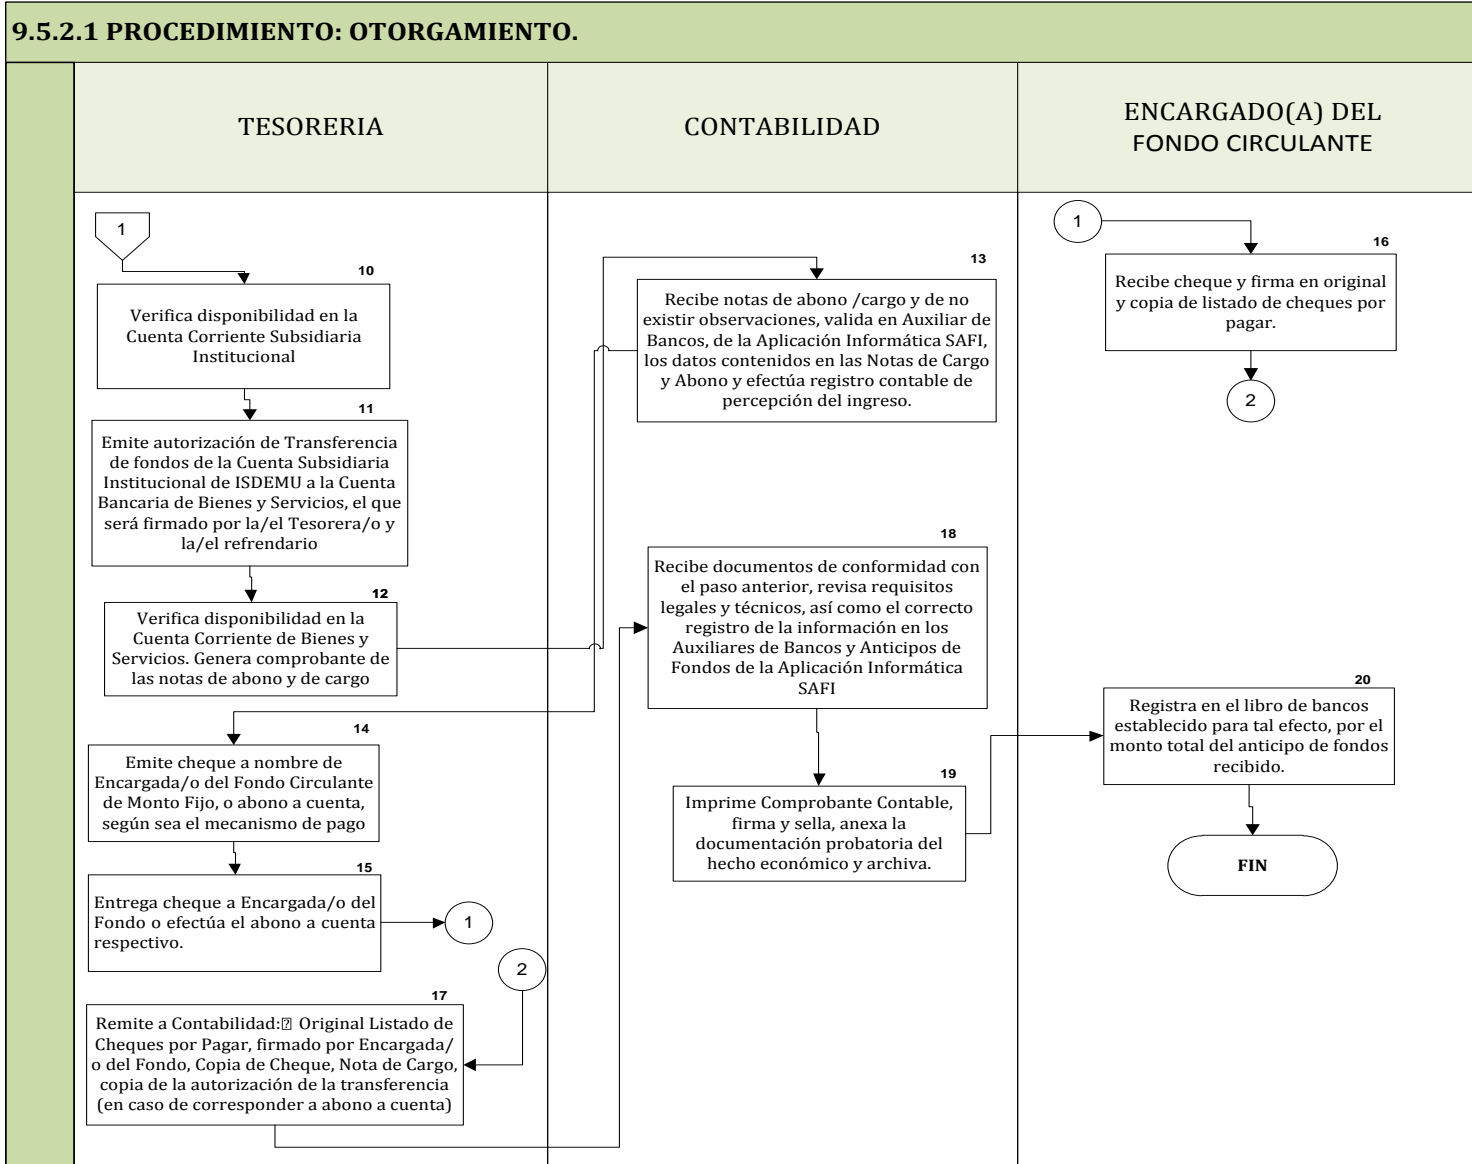 9.5.2.1 PROCEDIMIENTO: OTORGAMIENTO.
TESORERIA
CONTABILIDAD
ENCARGADO(A) DEL
FONDO CIRCULANTE
1
10
Verifica disponibilidad en la
Cuenta Corriente Subsidiaria
Institucional
11
Emite autorización de Transferencia
de fondos de la Cuenta Subsidiaria
Institucional de ISDEMU a la Cuenta
Bancaria de Bienes y Servicios, el que
será firmado por la/el Tesorera/o y
la/el refrendario
12
Verifica disponibilidad en la
Cuenta Corriente de Bienes y
Servicios. Genera comprobante de
las notas de abono y de cargo
13
Recibe notas de abono /cargo y de no
existir observaciones, valida en Auxiliar de
Bancos, de la Aplicación Informática SAFI,
los datos contenidos en las Notas de Cargo
y Abono y efectúa registro contable de
percepción del ingreso.
14
Emite cheque a nombre de
Encargada/o del Fondo Circulante
de Monto Fijo, o abono a cuenta,
según sea el mecanismo de pago
15
Entrega cheque a Encargada/o del
Fondo o efectúa el abono a cuenta
respectivo.
1
1
16
Recibe cheque y firma en original
y copia de listado de cheques por
pagar.
2
2
17
Remite a Contabilidad: Original Listado de
Cheques por Pagar, firmado por Encargada/
o del Fondo, Copia de Cheque, Nota de Cargo,
copia de la autorización de la transferencia
(en caso de corresponder a abono a cuenta)
18
Recibe documentos de conformidad con
el paso anterior, revisa requisitos
legales y técnicos, así como el correcto
registro de la información en los
Auxiliares de Bancos y Anticipos de
Fondos de la Aplicación Informática
SAFI
19
Imprime Comprobante Contable,
firma y sella, anexa la
documentación probatoria del
hecho económico y archiva.
20
Registra en el libro de bancos
establecido para tal efecto, por el
monto total del anticipo de fondos
recibido.
FIN